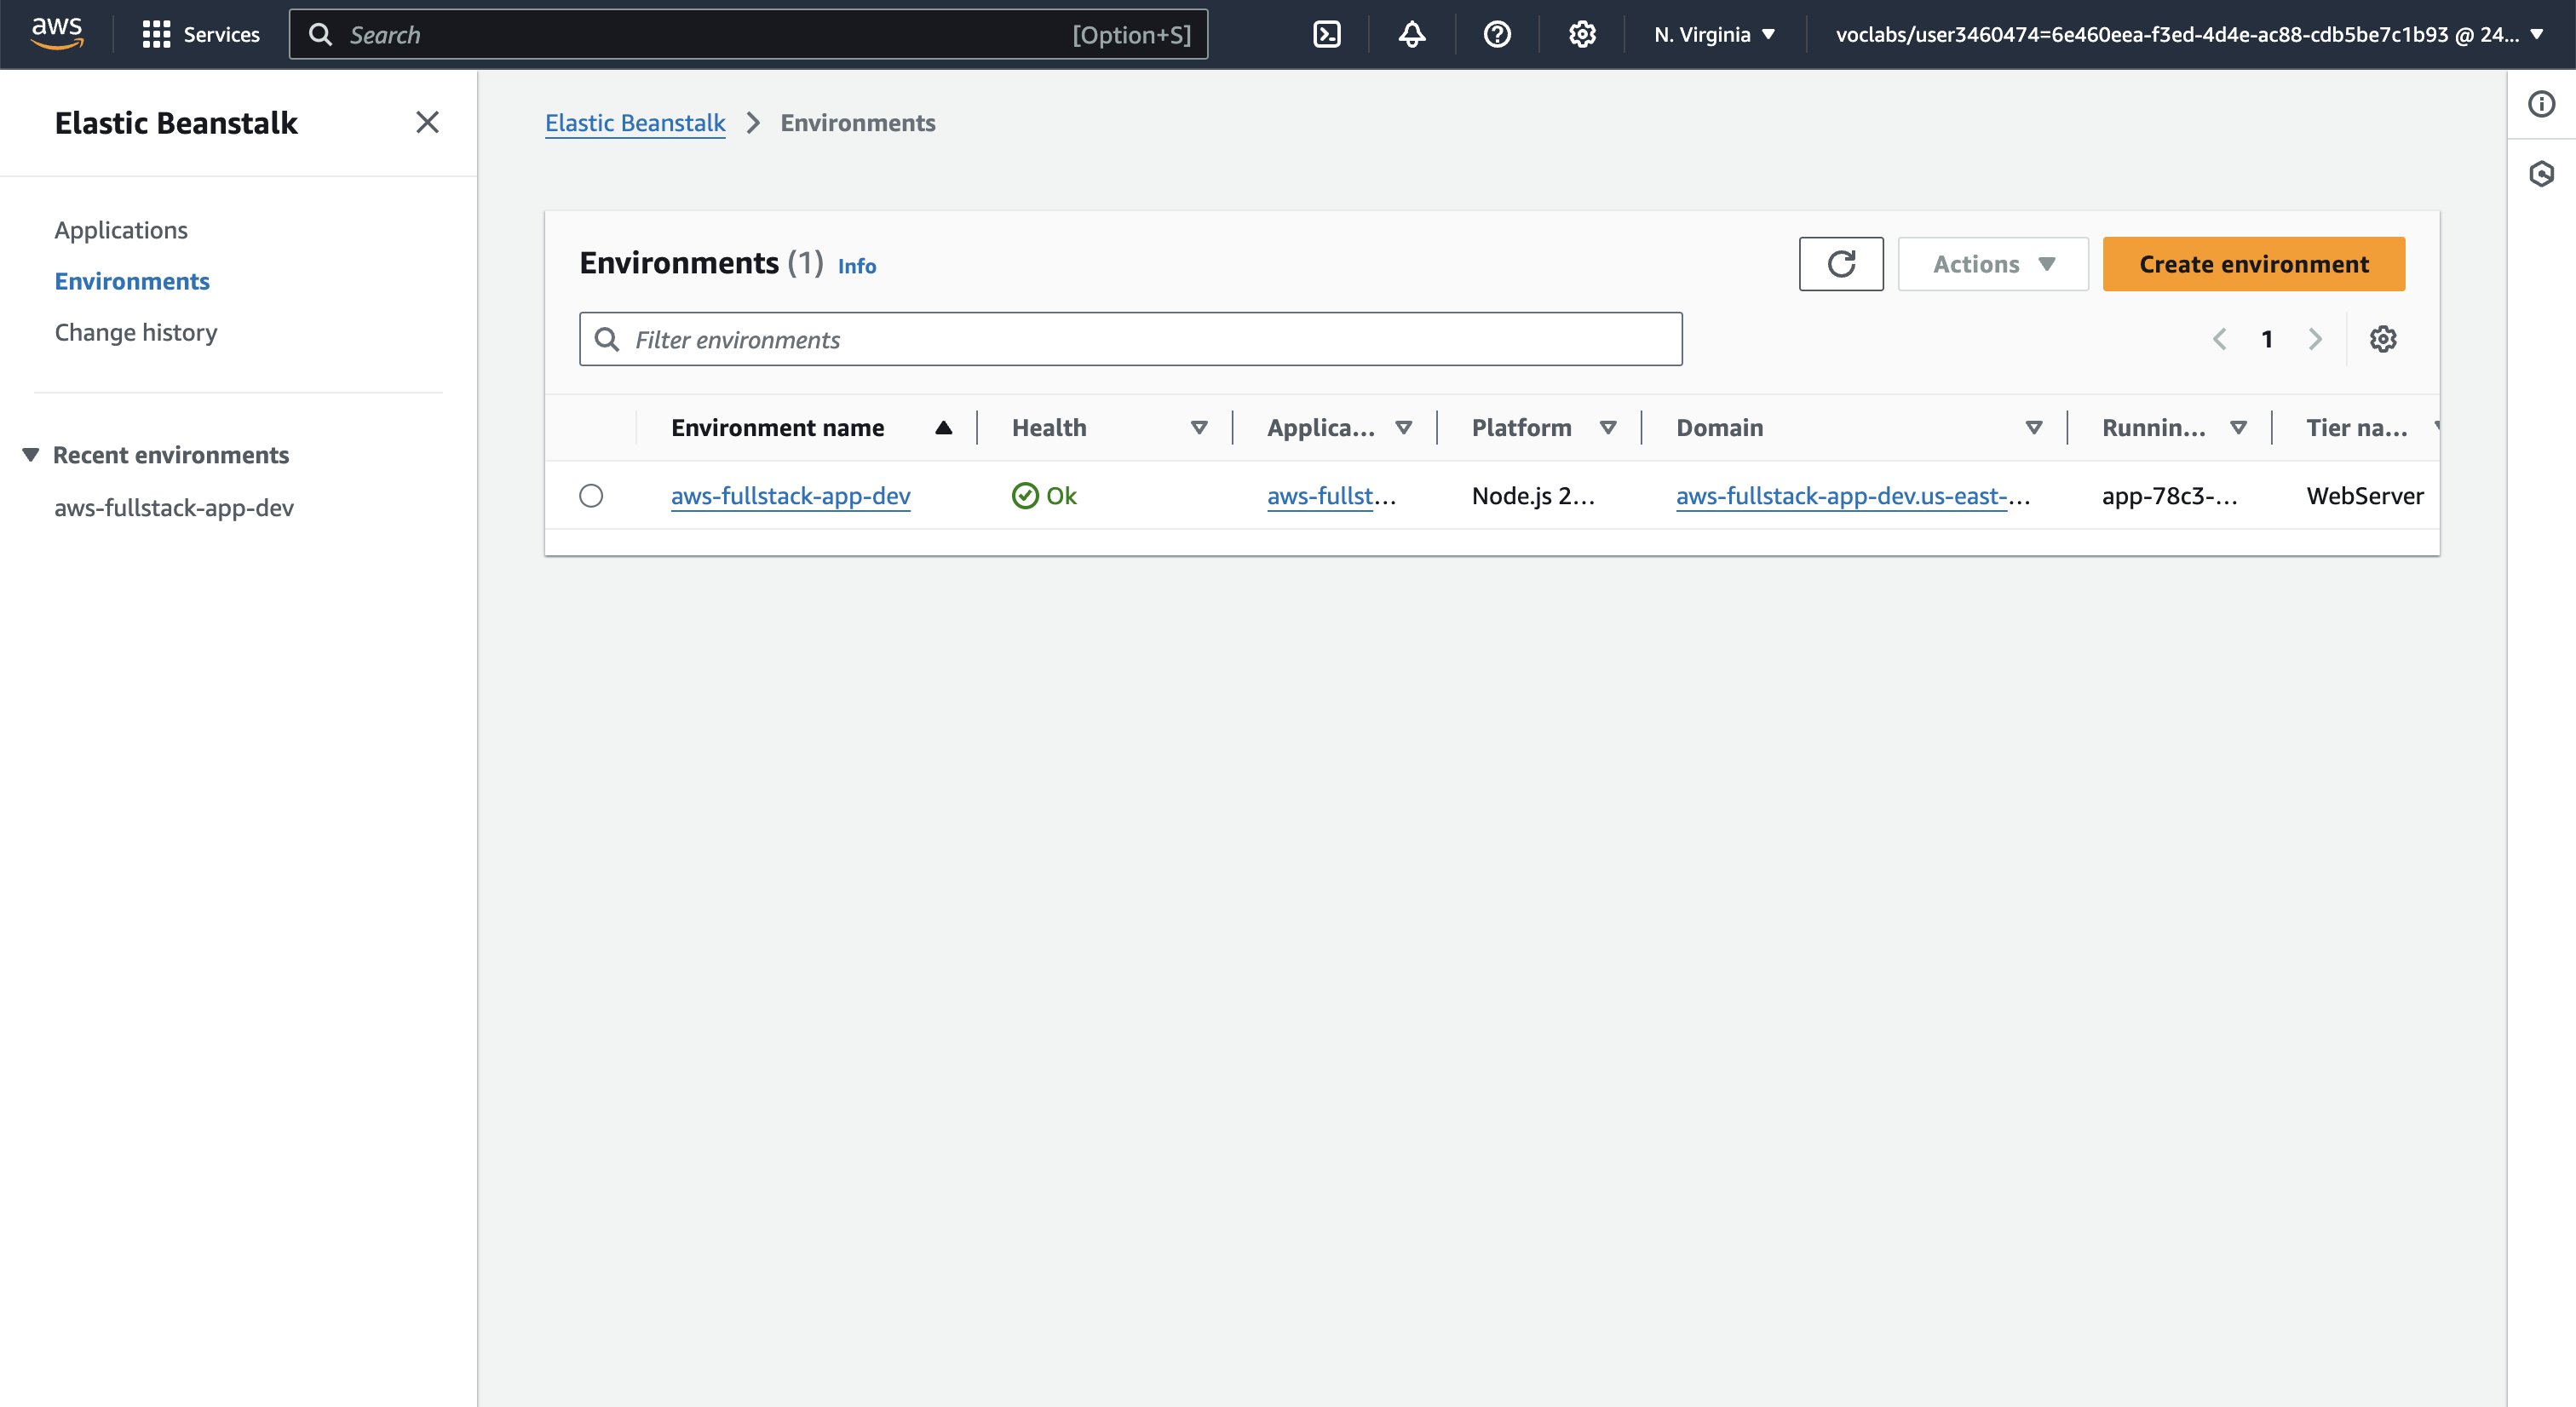 aws
Services
Search
[Option+S]
N. Virginia
voclabs/user3460474=6e460eea-f3ed-4d4e-ac88-cdb5be7c1b93 @ 24...
Elastic Beanstalk
Applications
Environments
Change history
Recent environments
aws-fullstack-app-dev
Elastic Beanstalk > Environments
Environments (1) Info
Actions
Create environment
Filter environments
1
Environment name Health Applica... Platform Domain Runnin... Tier na...
aws-fullstack-app-dev Ok aws-fullst... Node.js 2... aws-fullstack-app-dev.us-east-... app-78c3-... WebServer